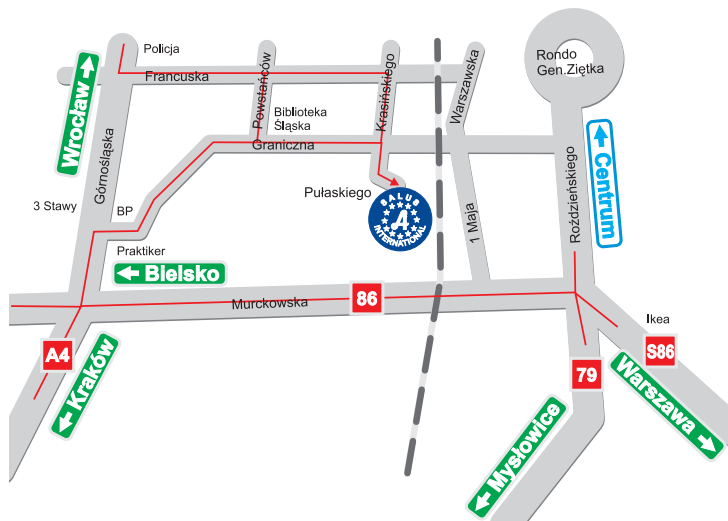 Policja
Francuska
Powstańców
Krasińskiego
Warszawska
Rondo
Gen.Ziętka
Wrocław
Górnośląska
Biblioteka
Śląska
Graniczna
Centrum
Roździeńskiego
3 Stawy
BP
Pułaskiego
SALUS
INTERNATIONAL
1 Maja
Praktiker
Bielsko
Murckowska
86
Ikea
A4
S86
79
Kraków
Warszawa
Mysłowice